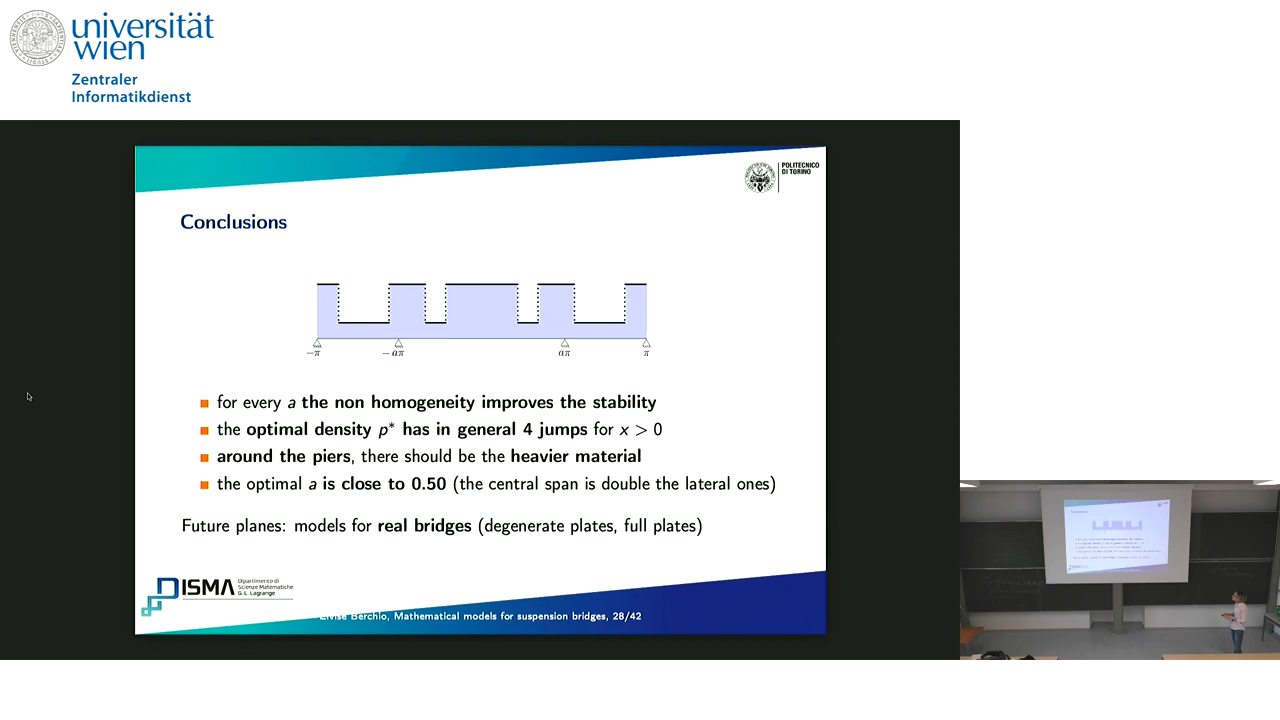 universität
wien
Zentraler
Informatikdienst
POLITECNICO
DI TORINO
Conclusions
−π −aπ aπ π
for every a the non homogeneity improves the stability
the optimal density p* has in general 4 jumps for x > 0
around the piers, there should be the heavier material
the optimal a is close to 0.50 (the central span is double the lateral ones)
Future planes: models for real bridges (degenerate plates, full plates)
DISMA
Dipartimento di
Scienze Matematiche
G. L. Lagrange
Elvise Berchio, Mathematical models for suspension bridges, 28/42